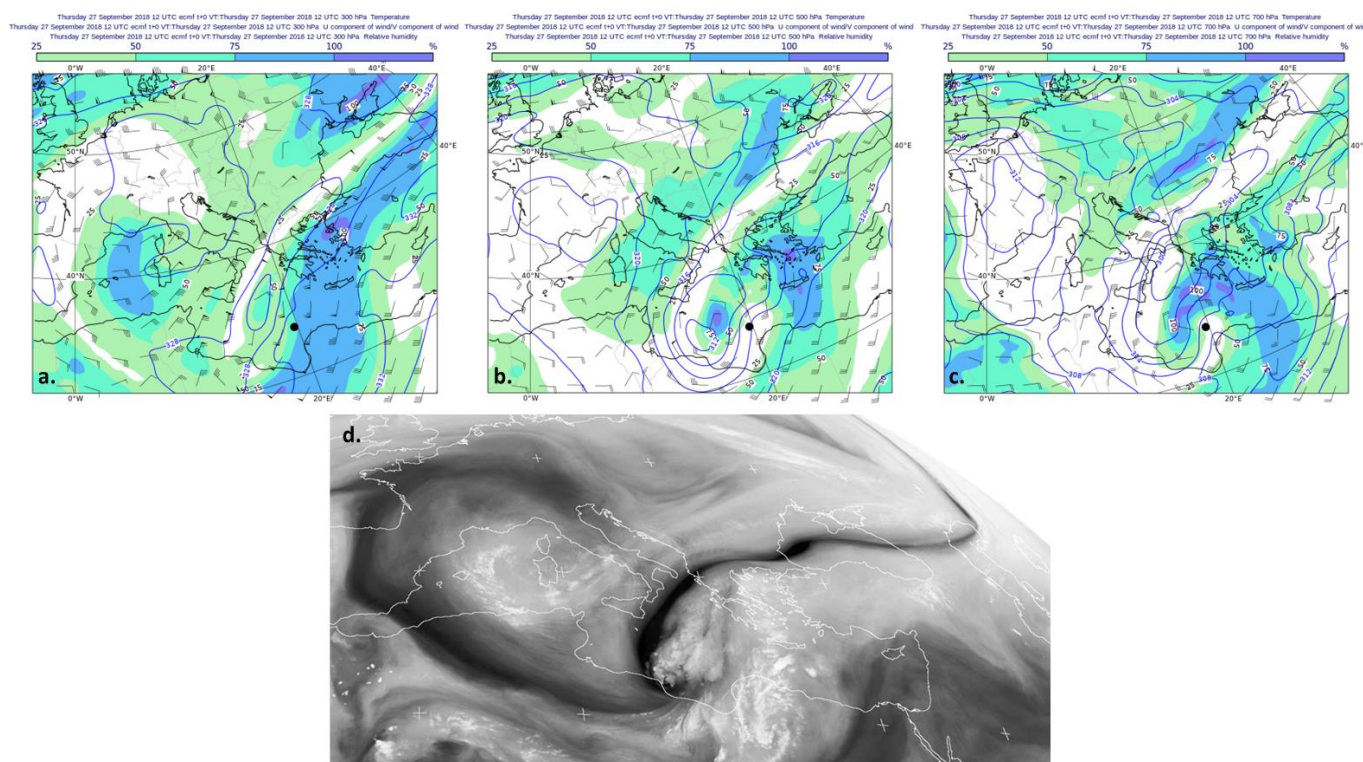 Thursday 27 September 2018 12 UTC ecmf t+0 VT:Thursday 27 September 2018 12 UTC 300 hPa Temperature
Thursday 27 September 2018 12 UTC ecmf t+0 VT:Thursday 27 September 2018 12 UTC 300 hPa U component of wind/V component of wind
Thursday 27 September 2018 12 UTC ecmf t+0 VT:Thursday 27 September 2018 12 UTC 300 hPa Relative humidity
25 50 75 100 %
0°W 20°E 40°E
50°N
40°E
40°N
328
332
a.
0°W 20°E
Thursday 27 September 2018 12 UTC ecmf t+0 VT:Thursday 27 September 2018 12 UTC 500 hPa Temperature
Thursday 27 September 2018 12 UTC ecmf t+0 VT:Thursday 27 September 2018 12 UTC 500 hPa U component of wind/V component of wind
Thursday 27 September 2018 12 UTC ecmf t+0 VT:Thursday 27 September 2018 12 UTC 500 hPa Relative humidity
25 50 75 100 %
0°W 20°E 40°E
50°N
40°E
40°N
316
320
312
b.
0°W 20°E
Thursday 27 September 2018 12 UTC ecmf t+0 VT:Thursday 27 September 2018 12 UTC 700 hPa Temperature
Thursday 27 September 2018 12 UTC ecmf t+0 VT:Thursday 27 September 2018 12 UTC 700 hPa U component of wind/V component of wi
Thursday 27 September 2018 12 UTC ecmf t+0 VT:Thursday 27 September 2018 12 UTC 700 hPa Relative humidity
25 50 75 100 %
0°W 20°E 40°E
50°N
40°
40°N
304
308
312
c.
0°W 20°E
d.